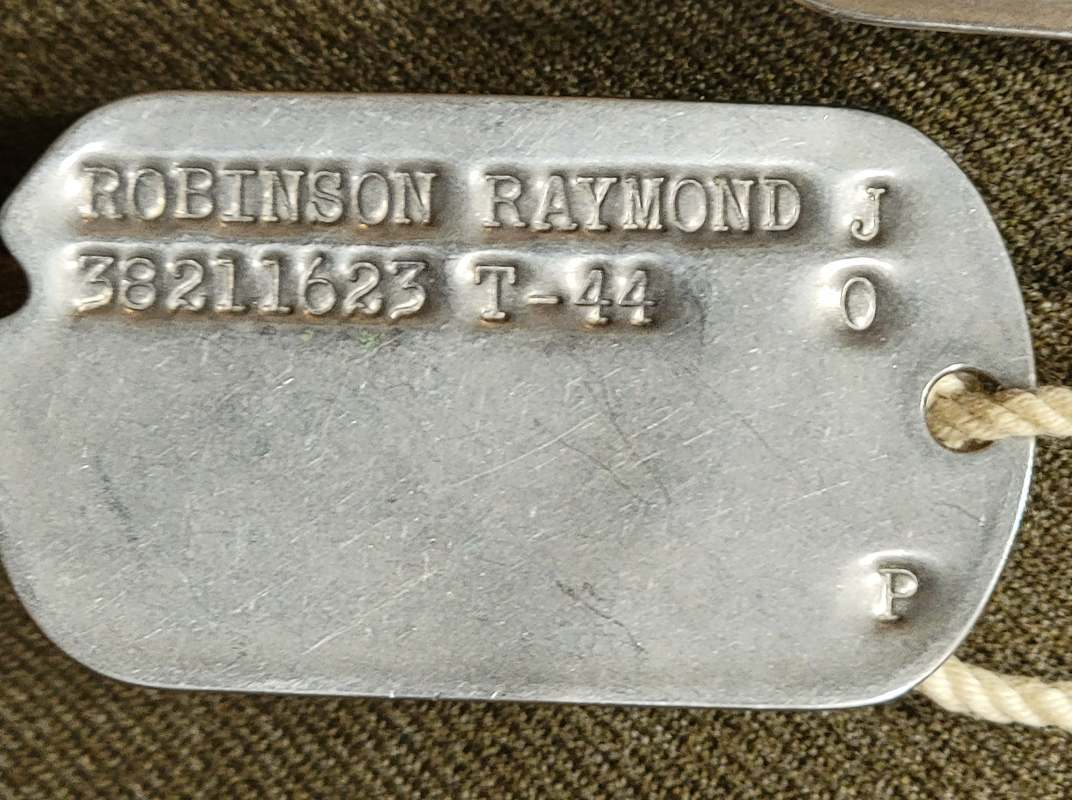 ROBINSON RAYMOND J
38211623 T-44 O
P